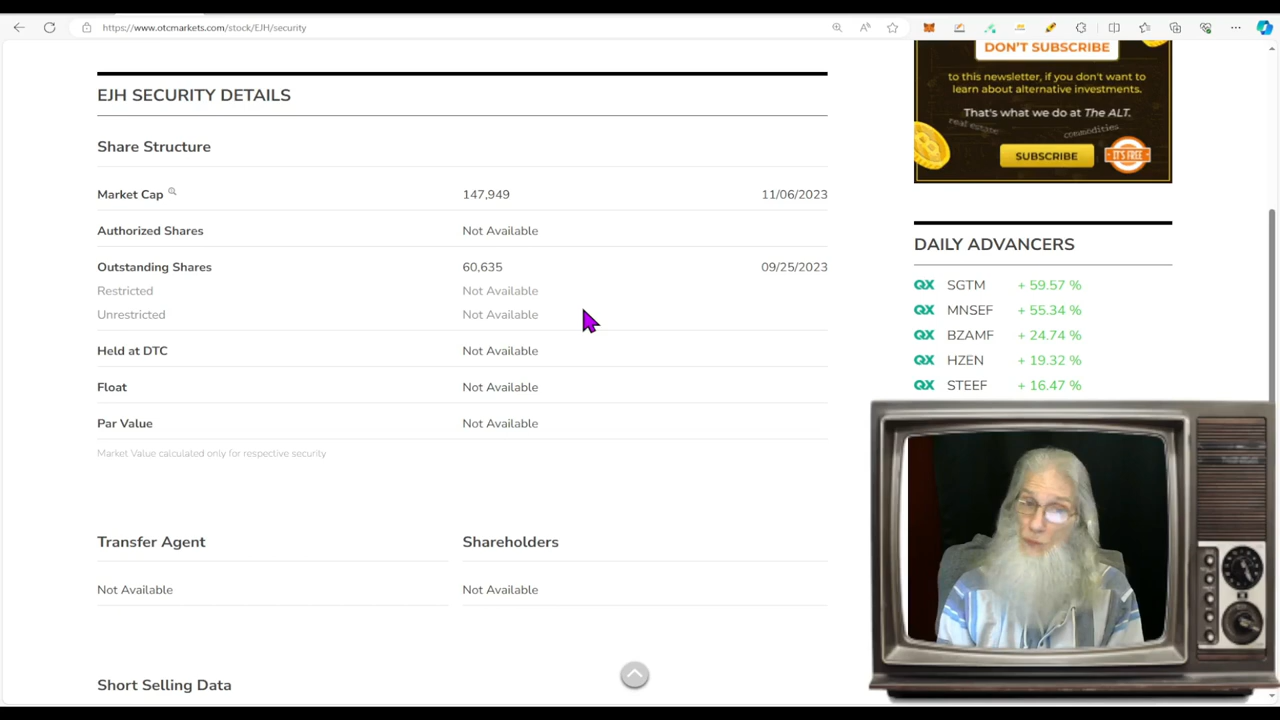 https://www.otcmarkets.com/stock/EJH/security
EJH SECURITY DETAILS
Share Structure
Market Cap 147,949 11/06/2023
Authorized Shares Not Available
Outstanding Shares 60,635 09/25/2023
Restricted Not Available
Unrestricted Not Available
Held at DTC Not Available
Float Not Available
Par Value Not Available
Market Value calculated only for respective security
Transfer Agent Shareholders
Not Available Not Available
Short Selling Data
DON'T SUBSCRIBE
to this newsletter, if you don't want to
learn about alternative investments.
That's what we do at The ALT.
real estate commodities
SUBSCRIBE IT'S FREE
DAILY ADVANCERS
QX SGTM + 59.57 %
QX MNSEF + 55.34 %
QX BZAMF + 24.74 %
QX HZEN + 19.32 %
QX STEEF + 16.47 %